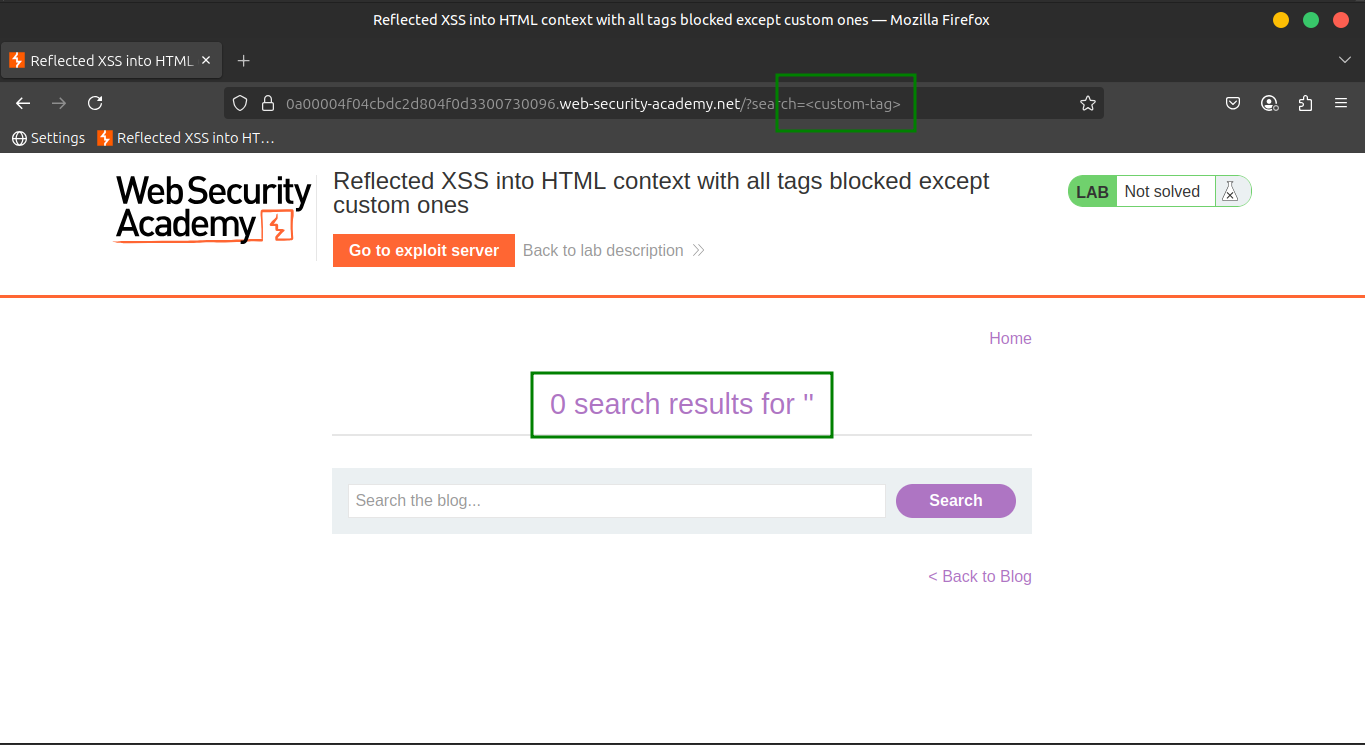 Reflected XSS into HTML context with all tags blocked except custom ones — Mozilla Firefox
Reflected XSS into HTML
0a00004f04cbdc2d804f0d3300730096.web-security-academy.net/?search=<custom-tag>
Settings
Reflected XSS into HT…
Web Security
Academy
Reflected XSS into HTML context with all tags blocked except
custom ones
LAB Not solved
Go to exploit server Back to lab description
Home
0 search results for ''
Search the blog... Search
< Back to Blog